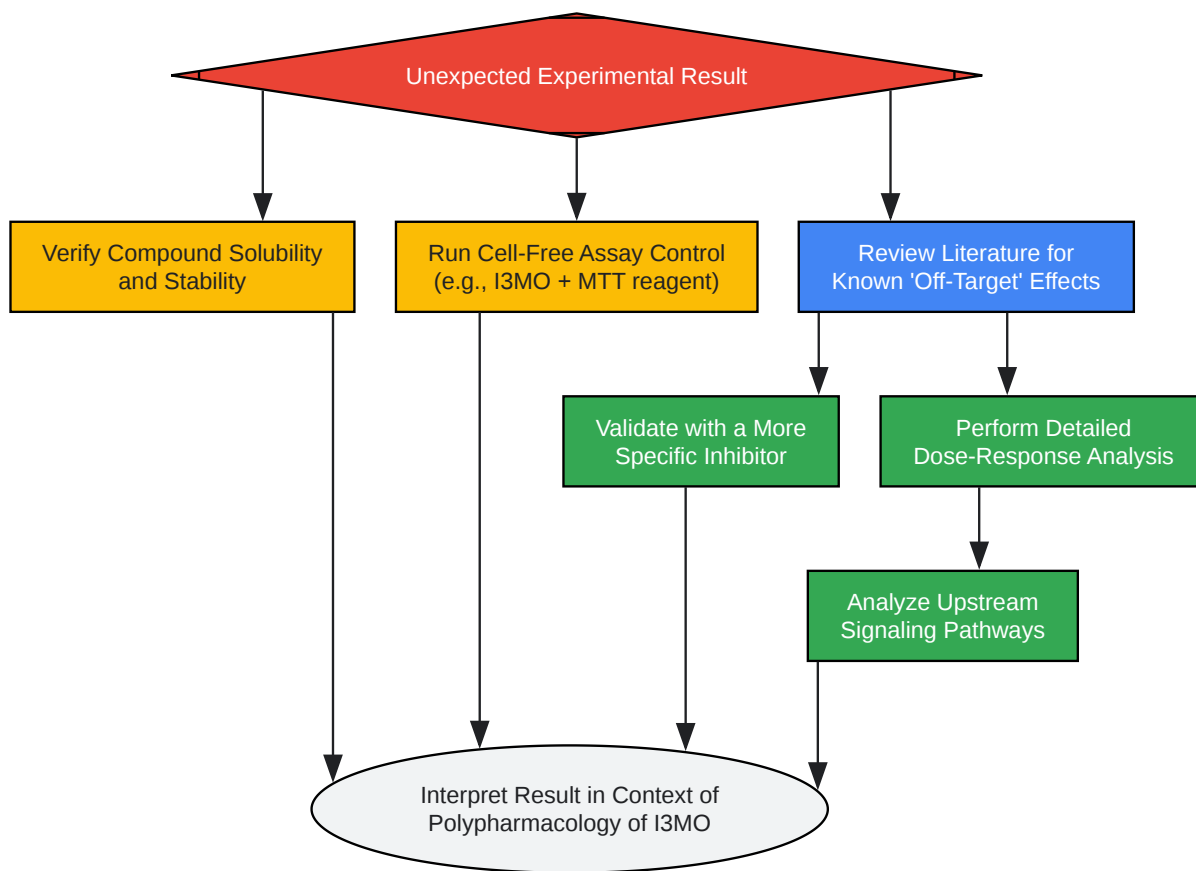 Unexpected Experimental Result
Verify Compound Solubility
and Stability
Run Cell-Free Assay Control
(e.g., I3MO + MTT reagent)
Review Literature for
Known 'Off-Target' Effects
Validate with a More
Specific Inhibitor
Perform Detailed
Dose-Response Analysis
Analyze Upstream
Signaling Pathways
Interpret Result in Context of
Polypharmacology of I3MO